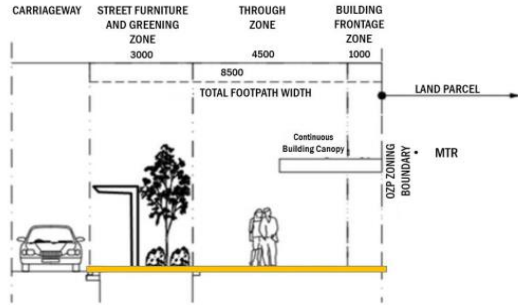 CARRIAGEWAY
STREET FURNITURE
AND GREENING
ZONE
3000
THROUGH
ZONE
4500
BUILDING
FRONTAGE
ZONE
1000
8500
TOTAL FOOTPATH WIDTH
LAND PARCEL
Continuous
Building Canopy
OZP ZONING
BOUNDARY
• MTR